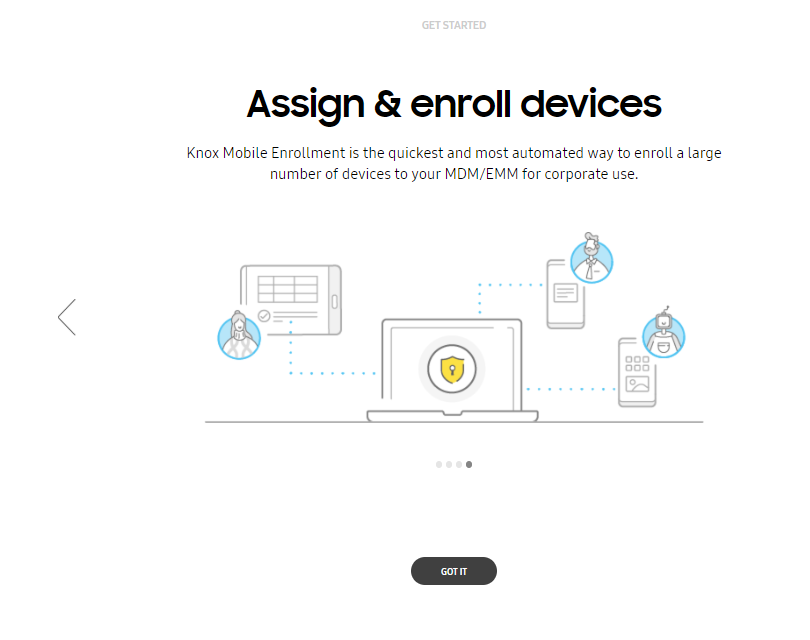 GET STARTED
Assign & enroll devices
Knox Mobile Enrollment is the quickest and most automated way to enroll a large
number of devices to your MDM/EMM for corporate use.
GOT IT